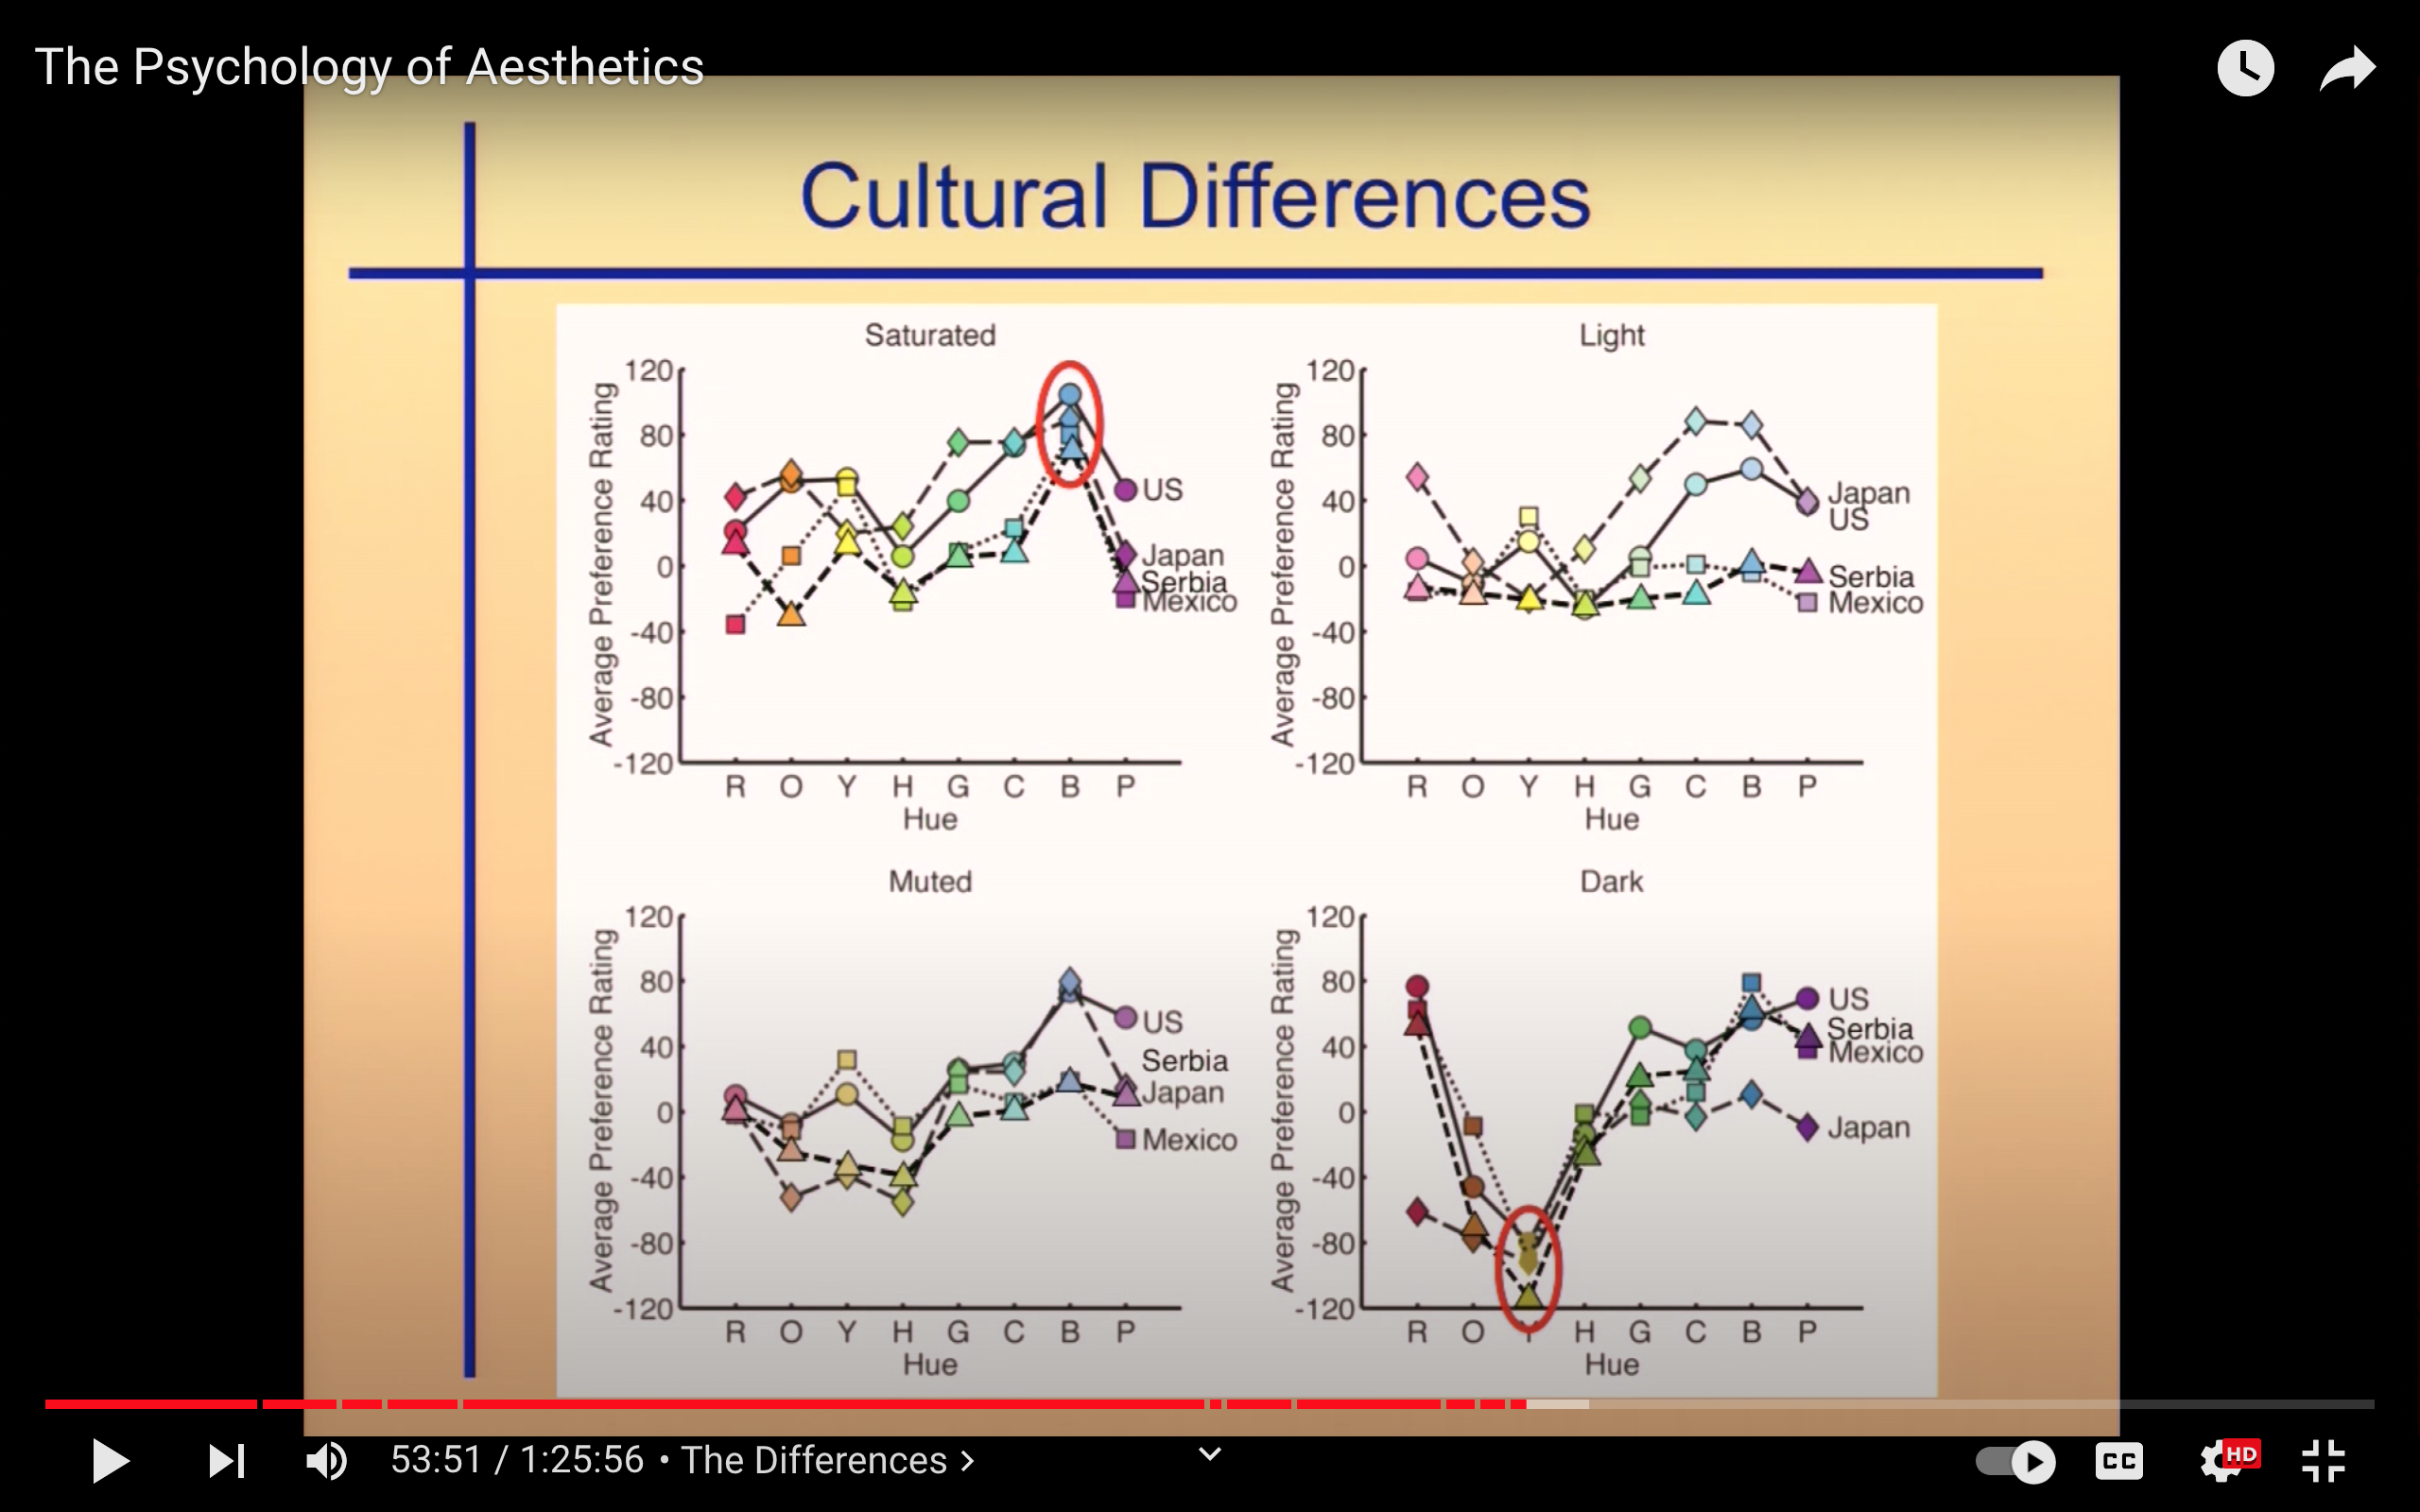 The Psychology of Aesthetics
Cultural Differences
Saturated
Average Preference Rating
120
80
40
0
-40
-80
-120
R O Y H G C B P
Hue
US
Japan
Serbia
Mexico
Light
Average Preference Rating
120
80
40
0
-40
-80
-120
R O Y H G C B P
Hue
Japan
US
Serbia
Mexico
Muted
Average Preference Rating
120
80
40
0
-40
-80
-120
R O Y H G C B P
Hue
US
Serbia
Japan
Mexico
Dark
Average Preference Rating
120
80
40
0
-40
-80
-120
R O Y H G C B P
Hue
US
Serbia
Mexico
Japan
53:51 / 1:25:56 • The Differences >
CC
HD